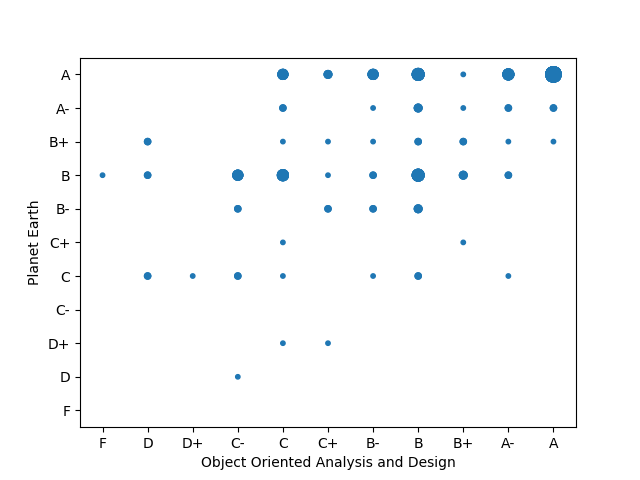 A
A-
B+
B
B-
C+
C
C-
D+
D
F
Planet Earth
F D D+ C- C C+ B- B B+ A- A
Object Oriented Analysis and Design